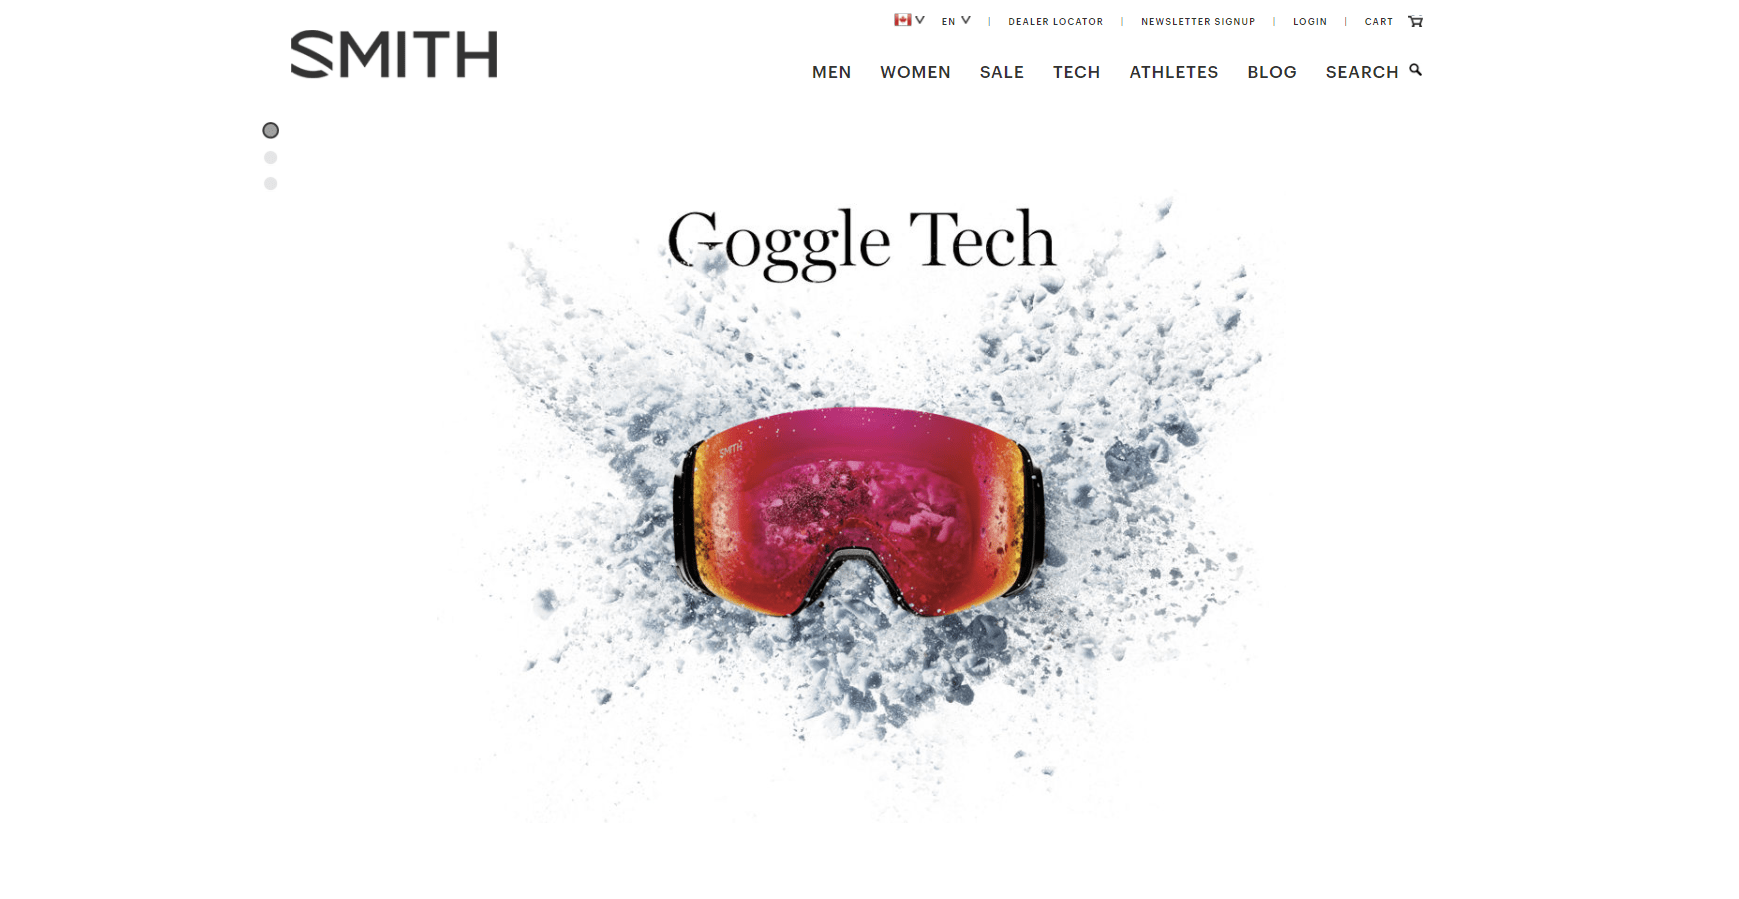 SMITH
EN
DEALER LOCATOR
NEWSLETTER SIGNUP
LOGIN
CART
MEN WOMEN SALE TECH ATHLETES BLOG SEARCH
Goggle Tech
SMITH